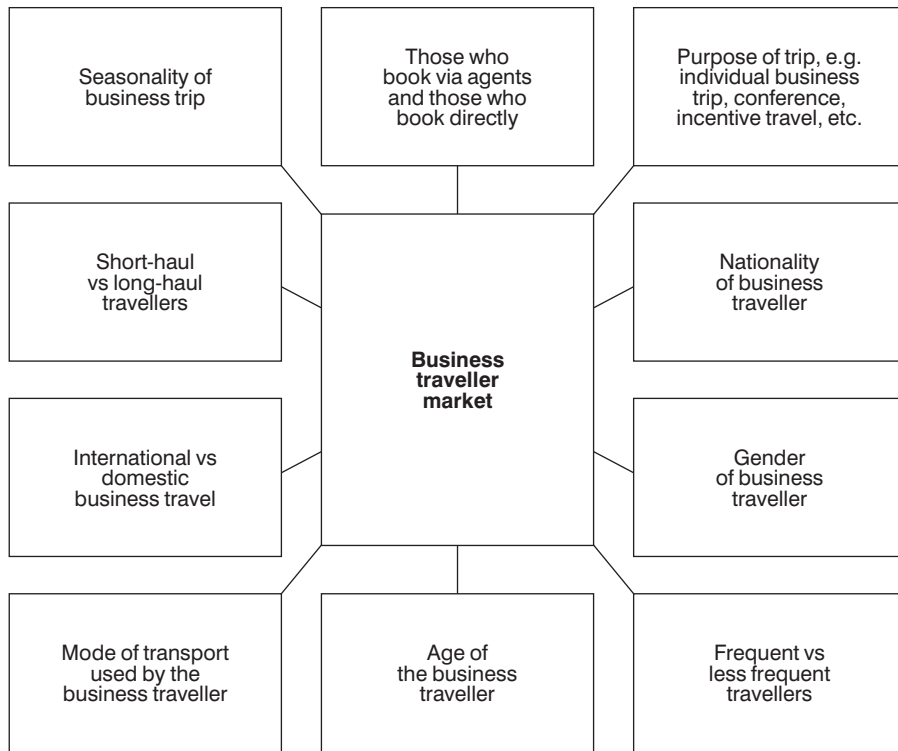 Seasonality of
business trip
Those who
book via agents
and those who
book directly
Purpose of trip, e.g.
individual business
trip, conference,
incentive travel, etc.
Short-haul
vs long-haul
travellers
Business
traveller
market
Nationality
of business
traveller
International vs
domestic
business travel
Gender
of business
traveller
Mode of transport
used by the
business traveller
Age of
the business
traveller
Frequent vs
less frequent
travellers